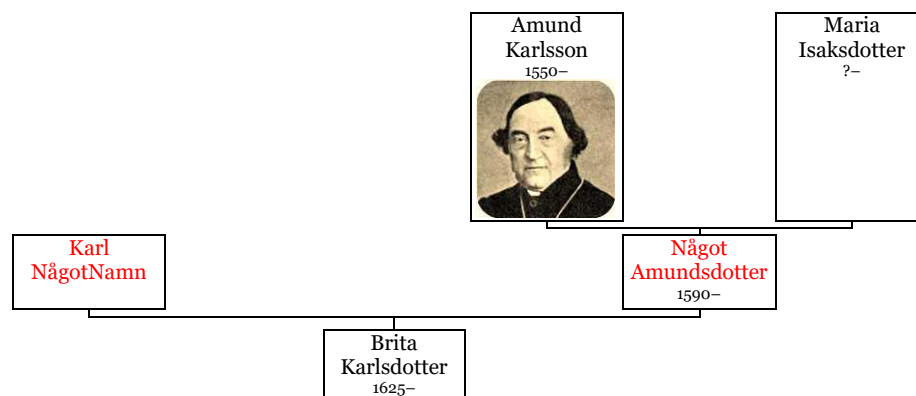 Amund
Karlsson
1550–
Maria
Isaksdotter
?–
Karl
NågotNamn
Något
Amundsdotter
1590–
Brita
Karlsdotter
1625–